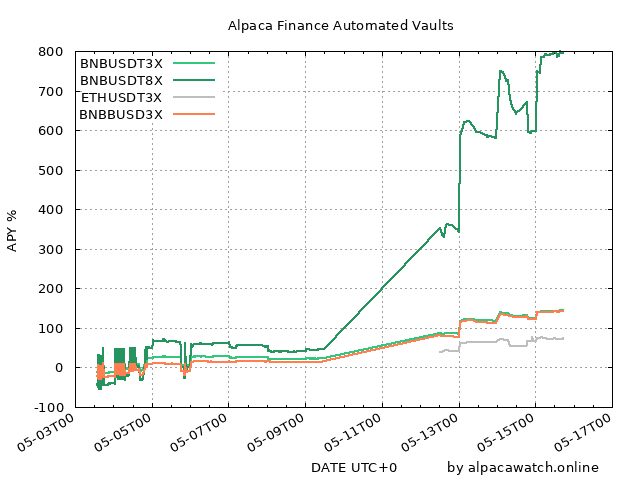 Alpaca Finance Automated Vaults
BNBUSDT3X
BNBUSDT8X
ETHUSDT3X
BNBBUSD3X
APY %
800
700
600
500
400
300
200
100
0
-100
05-03T00
05-05T00
05-07T00
05-09T00
05-11T00
05-13T00
05-15T00
05-17T00
DATE UTC+0
by alpacawatch.online